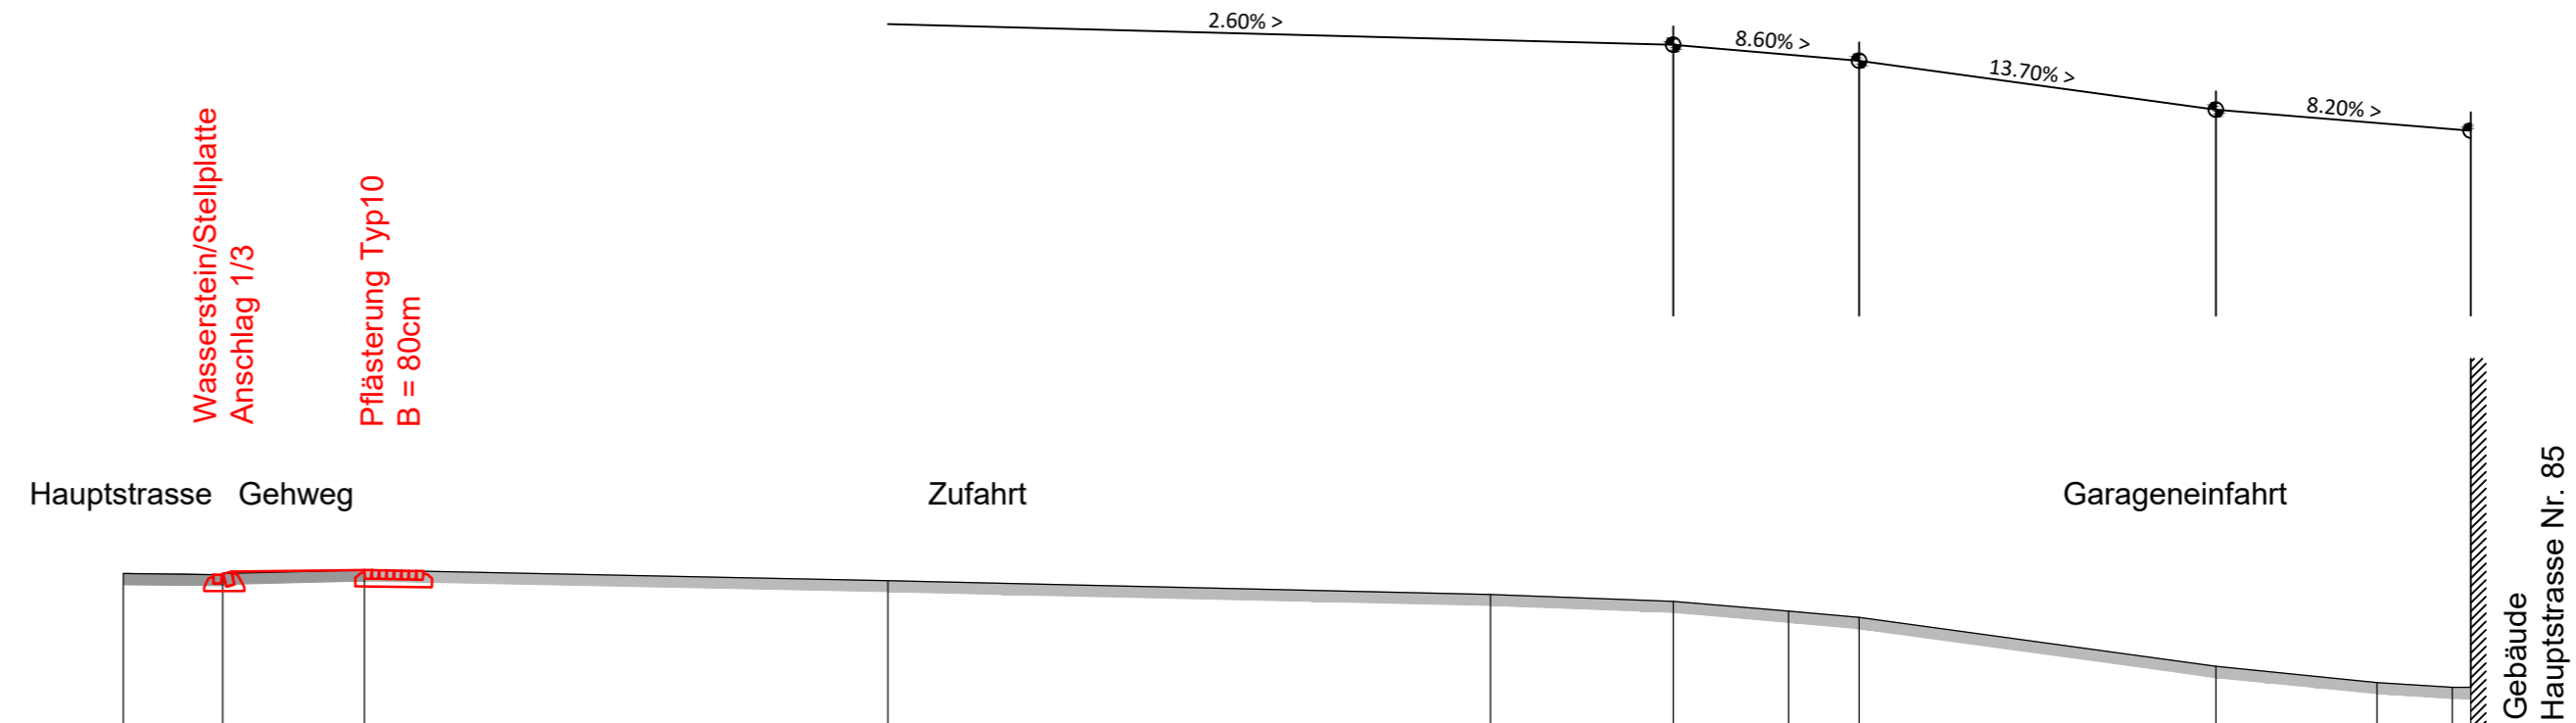 2.60% >
8.60% >
13.70% >
8.20% >
Wasserstein/Stellplatte
Anschlag 1/3
Pflästerung Typ10
B = 80cm
Hauptstrasse
Gehweg
Zufahrt
Garageneinfahrt
Gebäude
Hauptstrasse Nr. 85